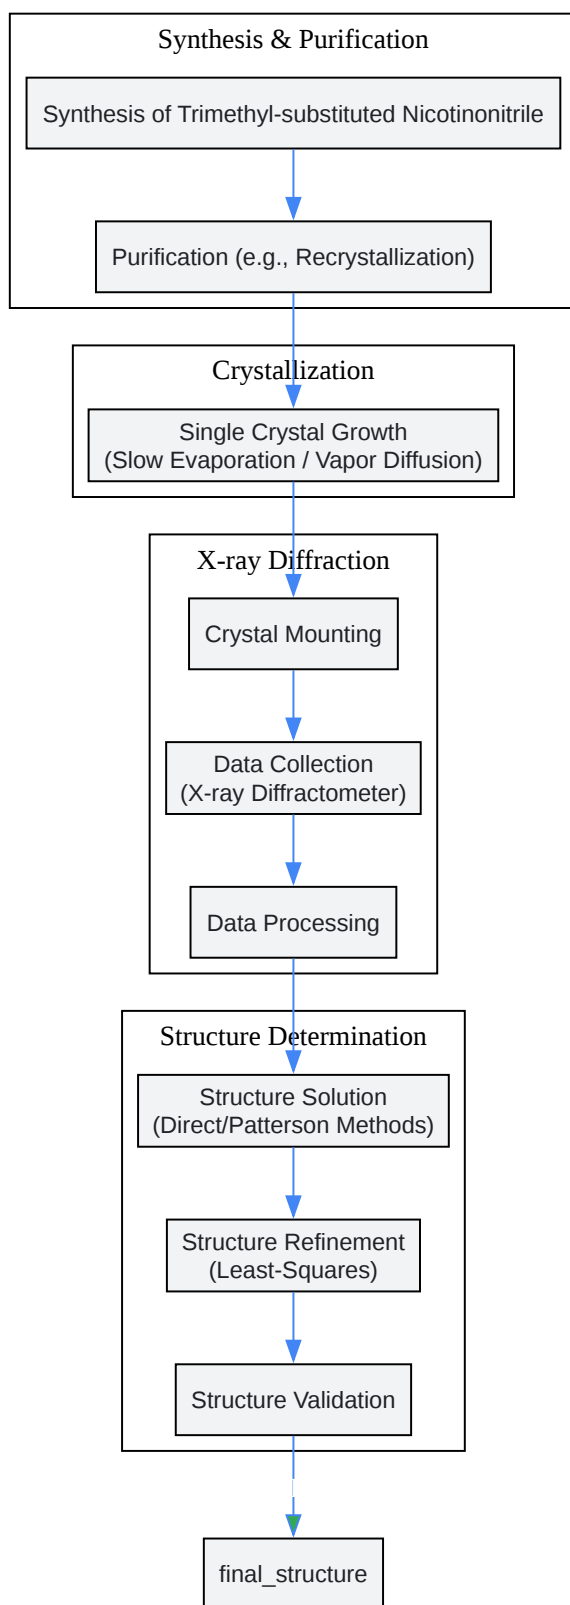 Synthesis & Purification
Synthesis of Trimethyl-substituted Nicotinonitrile
Purification (e.g., Recrystallization)
Crystallization
Single Crystal Growth
(Slow Evaporation / Vapor Diffusion)
X-ray Diffraction
Crystal Mounting
Data Collection
(X-ray Diffractometer)
Data Processing
Structure Determination
Structure Solution
(Direct/Patterson Methods)
Structure Refinement
(Least-Squares)
Structure Validation
final_structure